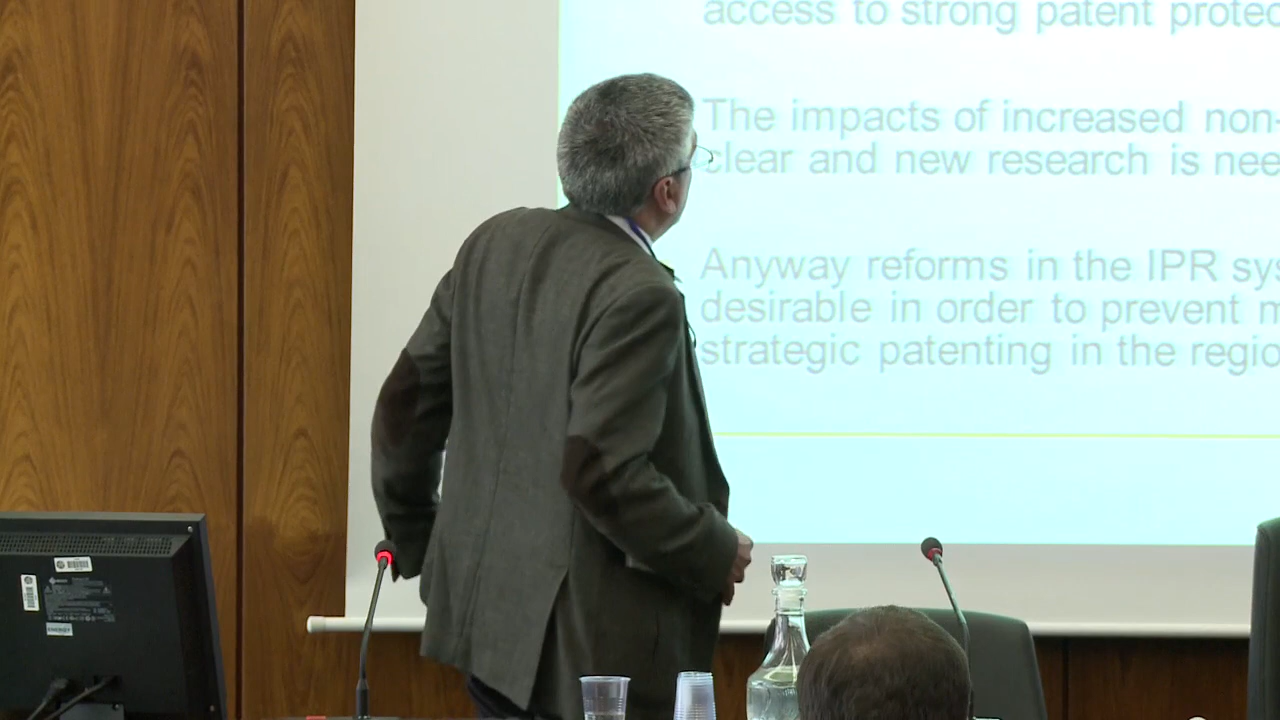 access to strong patent protec
The impacts of increased non-
clear and new research is nee
Anyway reforms in the IPR sys
desirable in order to prevent m
strategic patenting in the regio